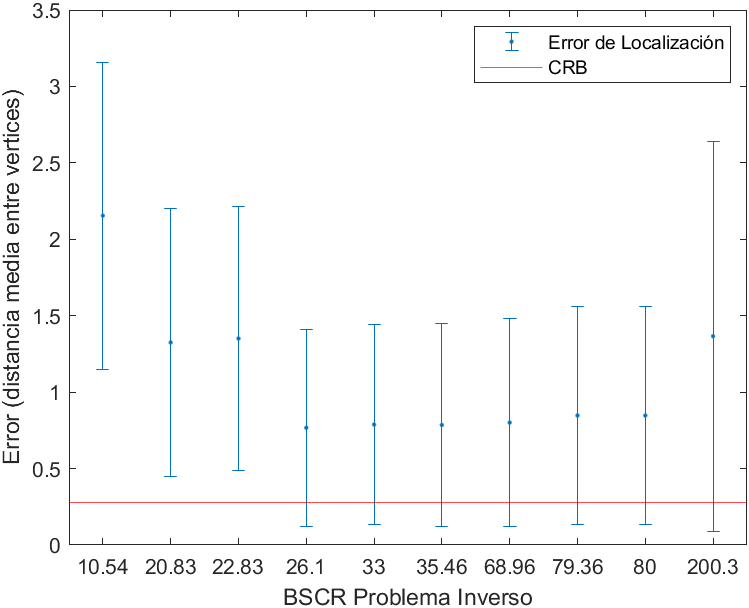 3.5
3
2.5
2
1.5
1
0.5
0
Error (distancia media entre vertices)
Error de Localización
CRB
10.54 20.83 22.83 26.1 33 35.46 68.96 79.36 80 200.3
BSCR Problema Inverso